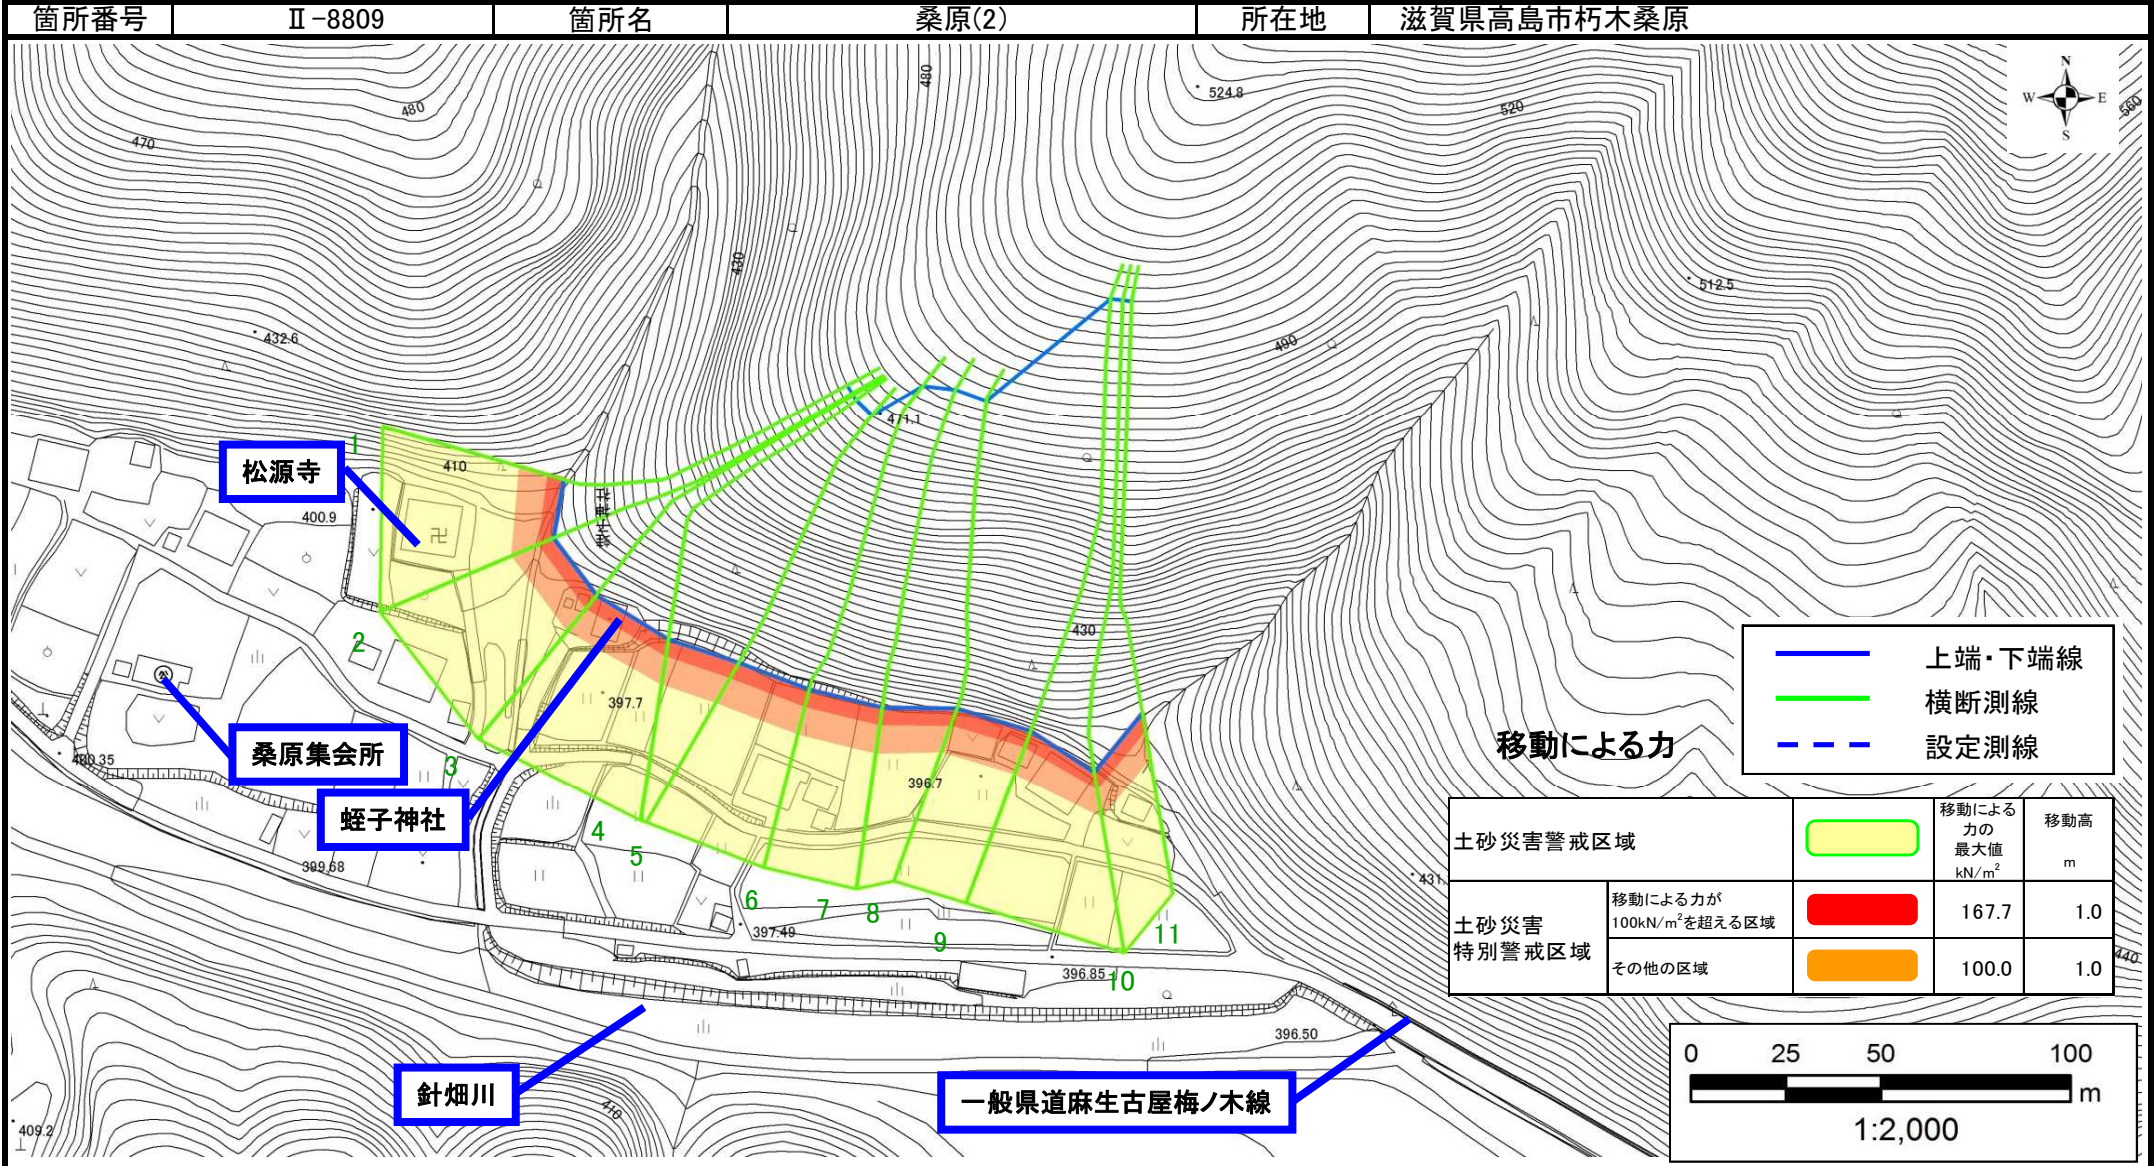 箇所番号 Ⅱ-8809 箇所名 桑原(2) 所在地 滋賀県高島市朽木桑原
N
W E
S
480
480
524.8
520
560
470
430
512.5
432.6
490
471.1
1
410
松源寺
400.9
蛭子神社
卍
2
430
397.7
上端・下端線
横断測線
設定測線
桑原集会所
400.35
3
移動による力
396.7
蛭子神社
4
5
399.68
431.
6
7
8
9
397.49
11
10
396.85
440
土砂災害警戒区域
移動による
力の
最大値
kN/m²
移動高
m
土砂災害
特別警戒区域
移動による力が
100kN/m²を超える区域
167.7 1.0
その他の区域
100.0 1.0
396.50
針畑川
一般県道麻生古屋梅ノ木線
410
409.2
0 25 50 100
m
1:2,000